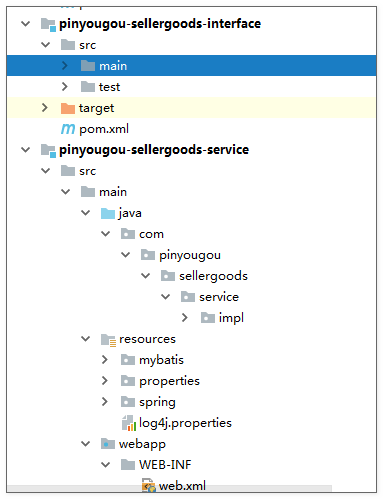 pinyougou-sellergoods-interface
src
main
test
target
pom.xml
pinyougou-sellergoods-service
src
main
java
com
pinyougou
sellergoods
service
impl
resources
mybatis
properties
spring
log4j.properties
webapp
WEB-INF
web.xml